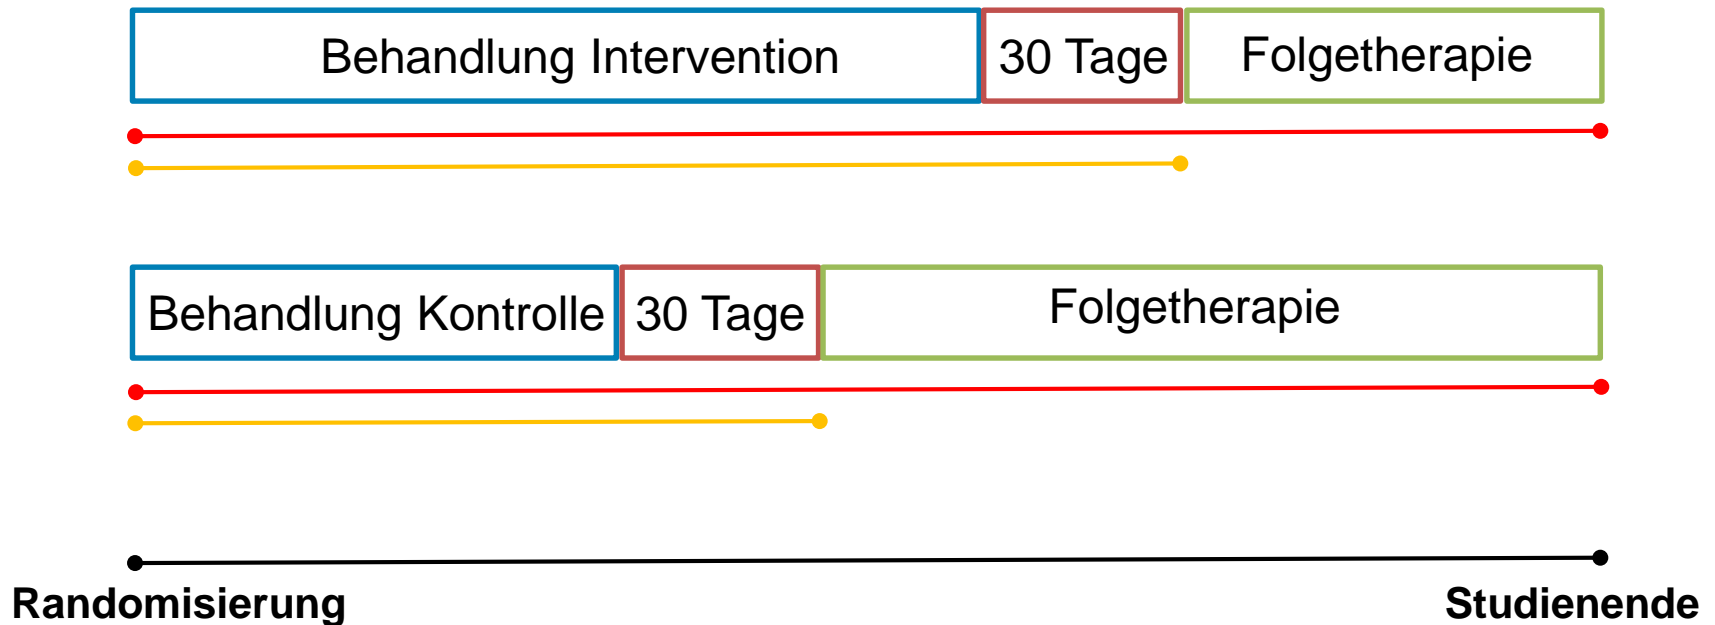 Behandlung Intervention
30 Tage
Folgetherapie
Behandlung Kontrolle
30 Tage
Folgetherapie
Randomisierung
Studienende